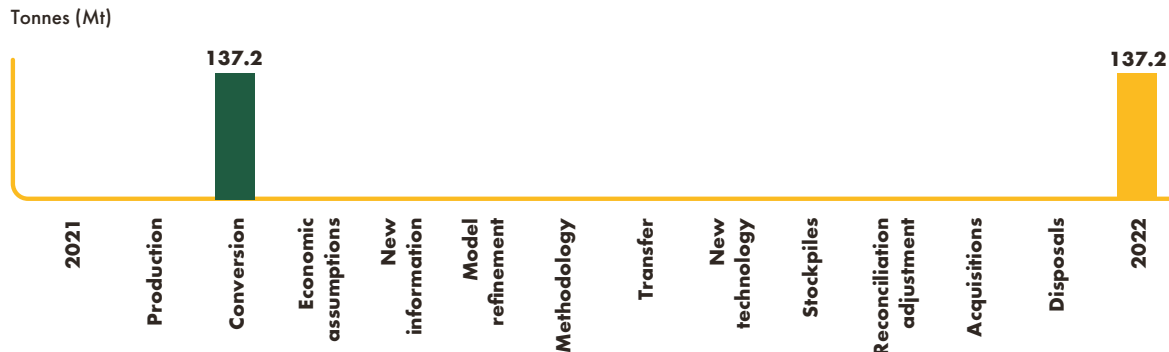 Tonnes (Mt)
137.2
137.2
2021
Production
Conversion
Economic
assumptions
New
information
Model
refinement
Methodology
Transfer
New
technology
Stockpiles
Reconciliation
adjustment
Acquisitions
Disposals
2022